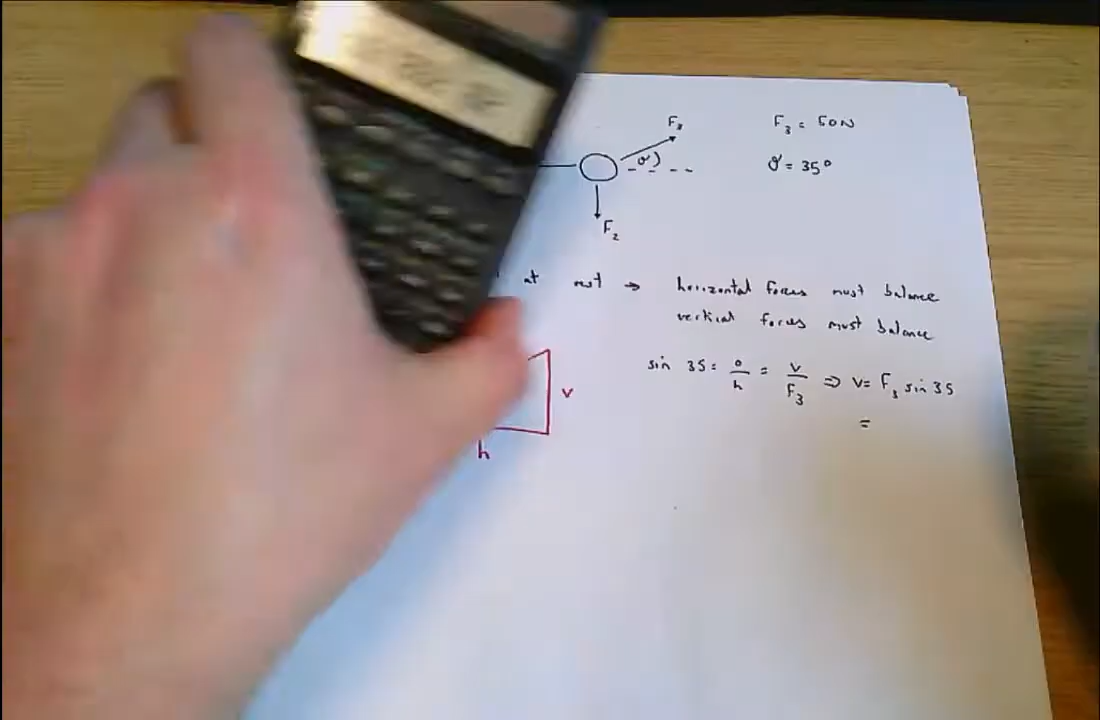 F₃
F₃ = 50N
θ
θ = 35°
F₂
at rest → horizontal forces must balance
vertical forces must balance
sin 35 = o/h = v/F₃ ⇒ v = F₃ sin 35
v
=
h